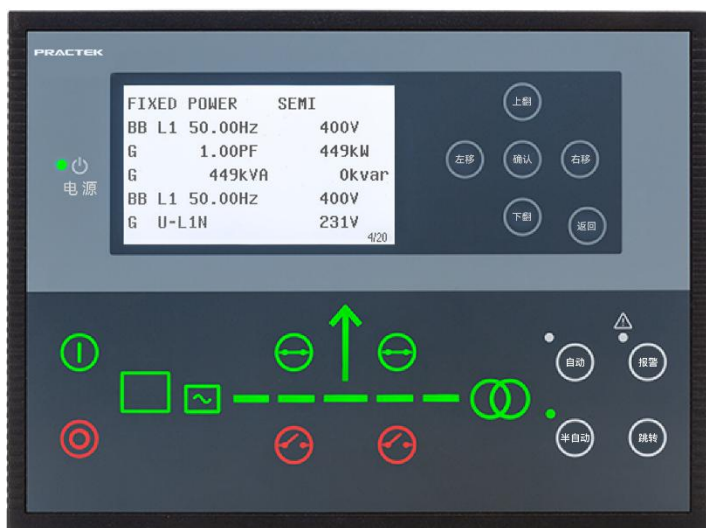 PRACTEK
FIXED POWER SEMI
BB L1 50.00Hz 400V
G 1.00PF 449kW
G 449kVA 0kvar
BB L1 50.00Hz 400V
G U-L1N 231V
4/20
电源
上翻
左移
确认
右移
下翻
返回
自动
报警
半自动
跳转